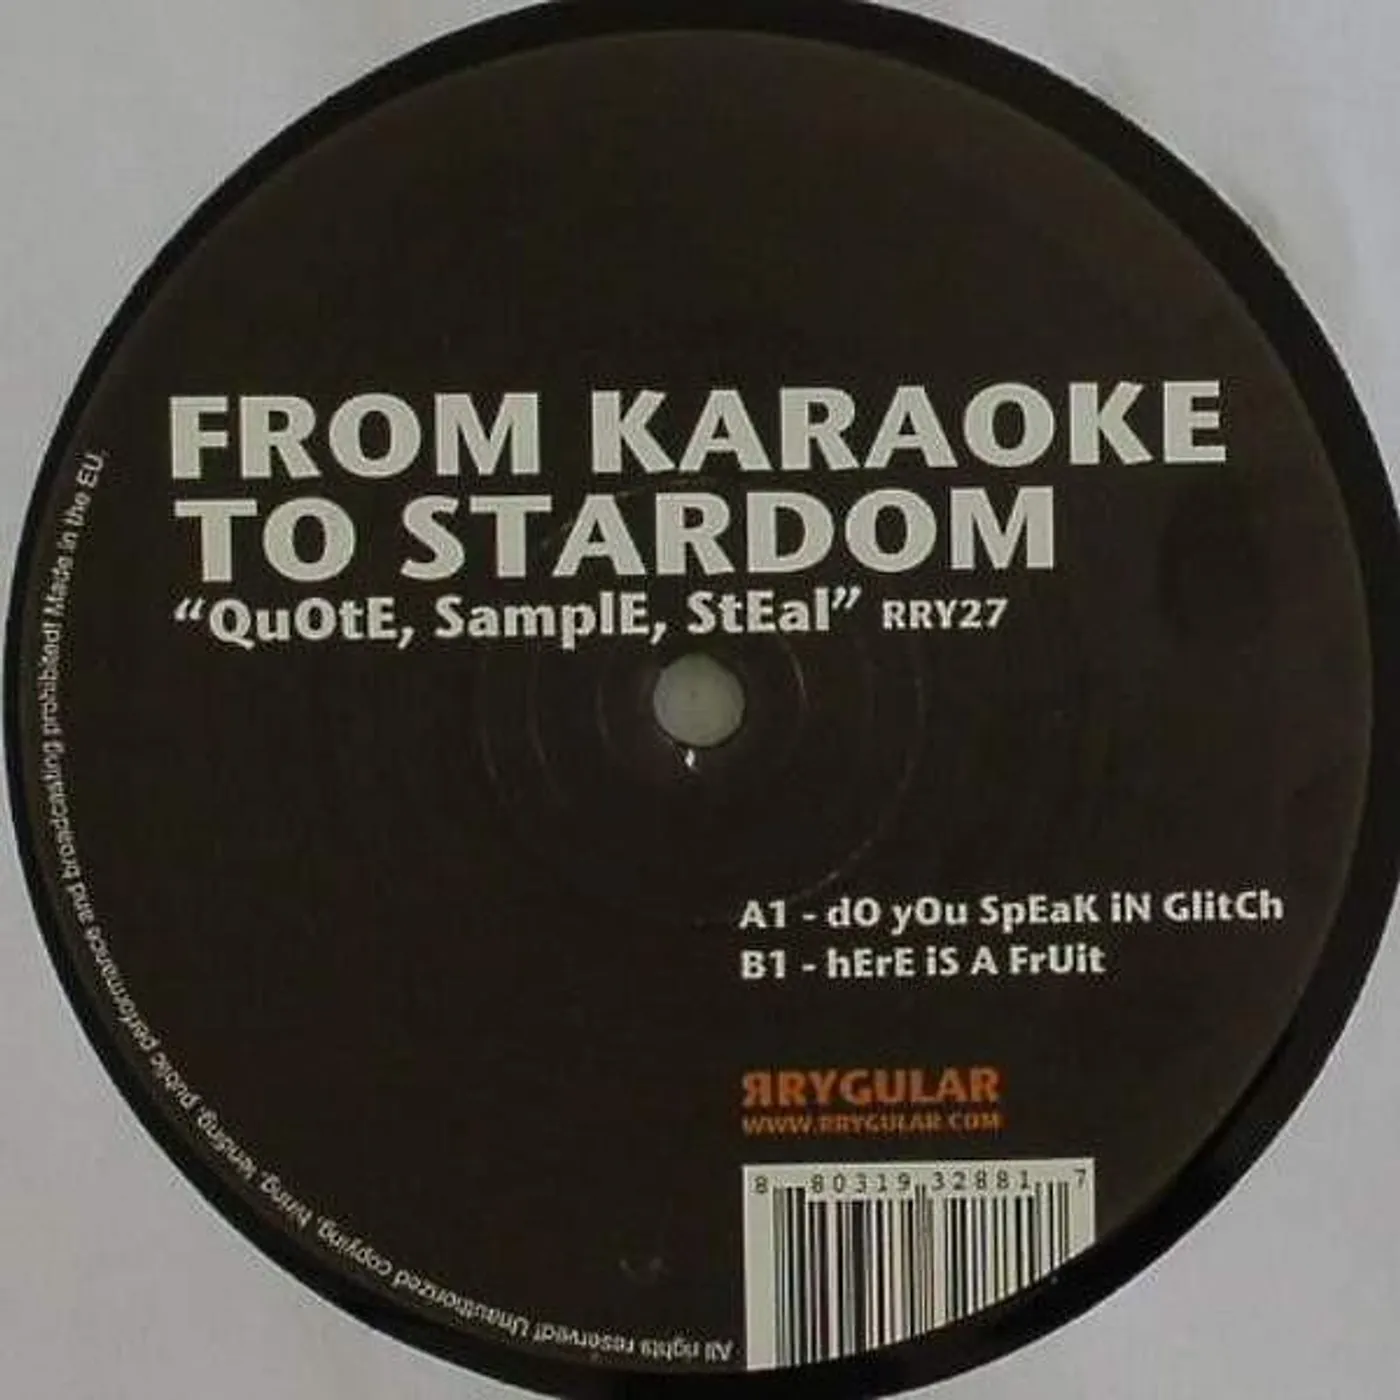 FROM KARAOKE
TO STARDOM
“QuOtE, SamplE, StEal” RRY27
A1 - dO yOu SpEaK iN GlitCh
B1 - hErE iS A FrUit
ЯRYGULAR
WWW.RRYGULAR.COM
8 80319 32881 7
All rights reserved! Unauthorized copying, hiring, lending, public performance and broadcasting prohibited! Made in the EU.